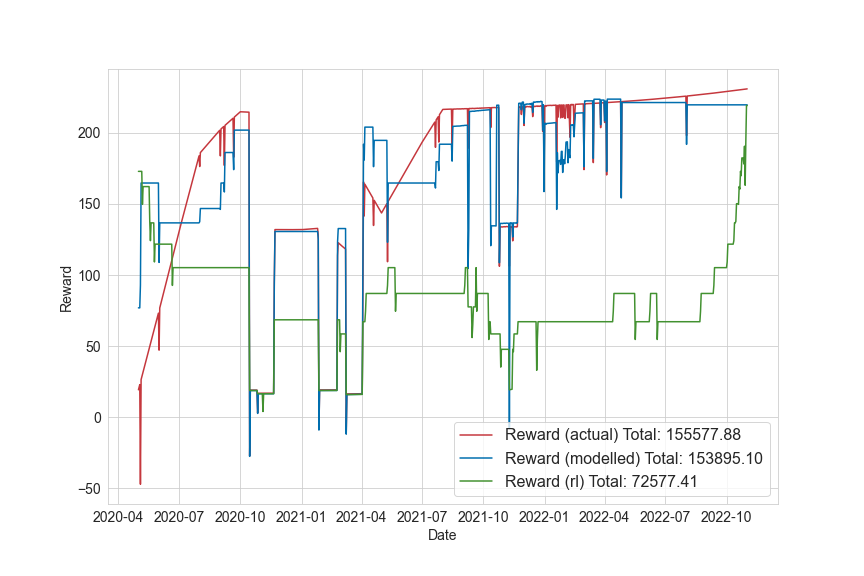 200
150
100
50
0
−50
Reward
2020-04 2020-07 2020-10 2021-01 2021-04 2021-07 2021-10 2022-01 2022-04 2022-07 2022-10
Date
Reward (actual) Total: 155577.88
Reward (modelled) Total: 153895.10
Reward (rl) Total: 72577.41